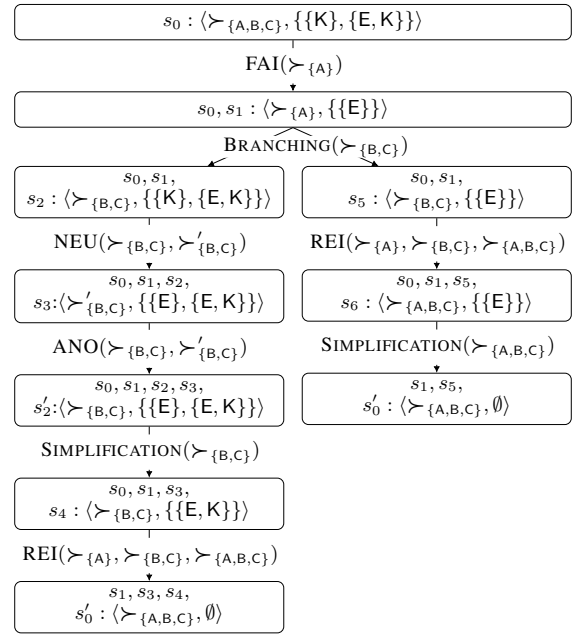 s₀ : ⟨≻_{A,B,C}, {{K}, {E, K}}⟩
FAI(≻_{A})
s₀, s₁ : ⟨≻_{A}, {{E}}⟩
BRANCHING(≻_{B,C})
s₀, s₁,
s₂ : ⟨≻_{B,C}, {{K}, {E, K}}⟩
NEU(≻_{B,C}, ≻′_{B,C})
s₀, s₁, s₂,
s₃:⟨≻′_{B,C}, {{E}, {E, K}}⟩
ANO(≻_{B,C}, ≻′_{B,C})
s₀, s₁, s₂, s₃,
s′₂:⟨≻_{B,C}, {{E}, {E, K}}⟩
SIMPLIFICATION(≻_{B,C})
s₀, s₁, s₃,
s₄ : ⟨≻_{B,C}, {{E, K}}⟩
REI(≻_{A}, ≻_{B,C}, ≻_{A,B,C})
s₁, s₃, s₄,
s′₀ : ⟨≻_{A,B,C}, ∅⟩
s₀, s₁,
s₅ : ⟨≻_{B,C}, {{E}}⟩
REI(≻_{A}, ≻_{B,C}, ≻_{A,B,C})
s₀, s₁, s₅,
s₆ : ⟨≻_{A,B,C}, {{E}}⟩
SIMPLIFICATION(≻_{A,B,C})
s₁, s₅,
s′₀ : ⟨≻_{A,B,C}, ∅⟩